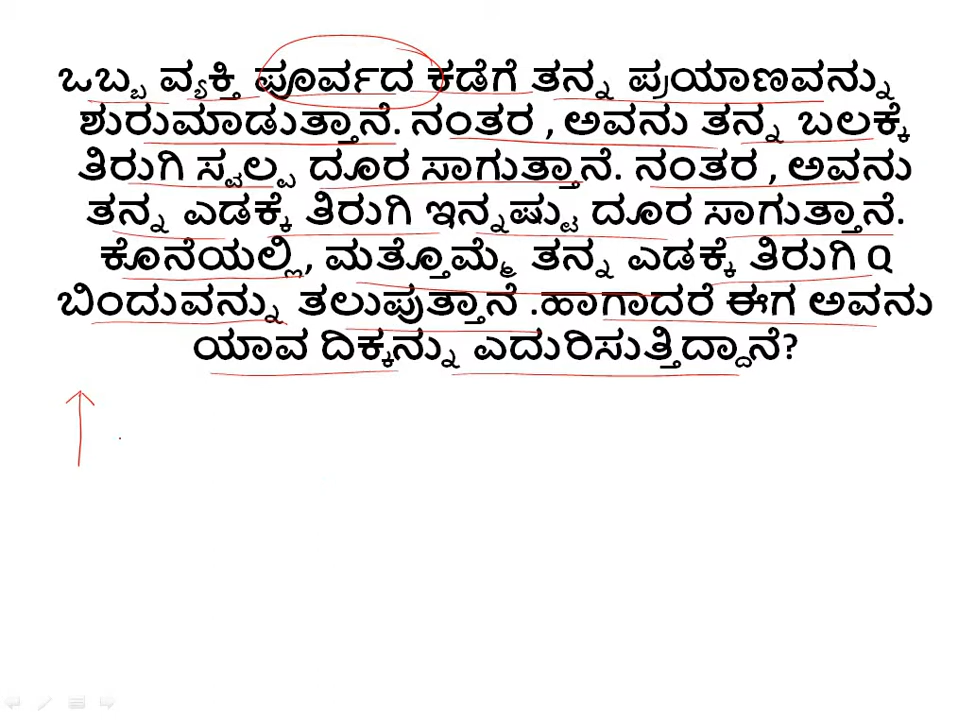 ಒಬ್ಬ ವ್ಯಕ್ತಿ ಪೂರ್ವದ ಕಡೆಗೆ ತನ್ನ ಪ್ರಯಾಣವನ್ನು
ಶುರುಮಾಡುತ್ತಾನೆ. ನಂತರ , ಅವನು ತನ್ನ ಬಲಕ್ಕೆ
ತಿರುಗಿ ಸ್ವಲ್ಪ ದೂರ ಸಾಗುತ್ತಾನೆ. ನಂತರ , ಅವನು
ತನ್ನ ಎಡಕ್ಕೆ ತಿರುಗಿ ಇನ್ನಷ್ಟು ದೂರ ಸಾಗುತ್ತಾನೆ.
ಕೊನೆಯಲ್ಲಿ, ಮತ್ತೊಮ್ಮೆ ತನ್ನ ಎಡಕ್ಕೆ ತಿರುಗಿ Q
ಬಿಂದುವನ್ನು ತಲುಪುತ್ತಾನೆ .ಹಾಗಾದರೆ ಈಗ ಅವನು
ಯಾವ ದಿಕ್ಕನ್ನು ಎದುರಿಸುತ್ತಿದ್ದಾನೆ?